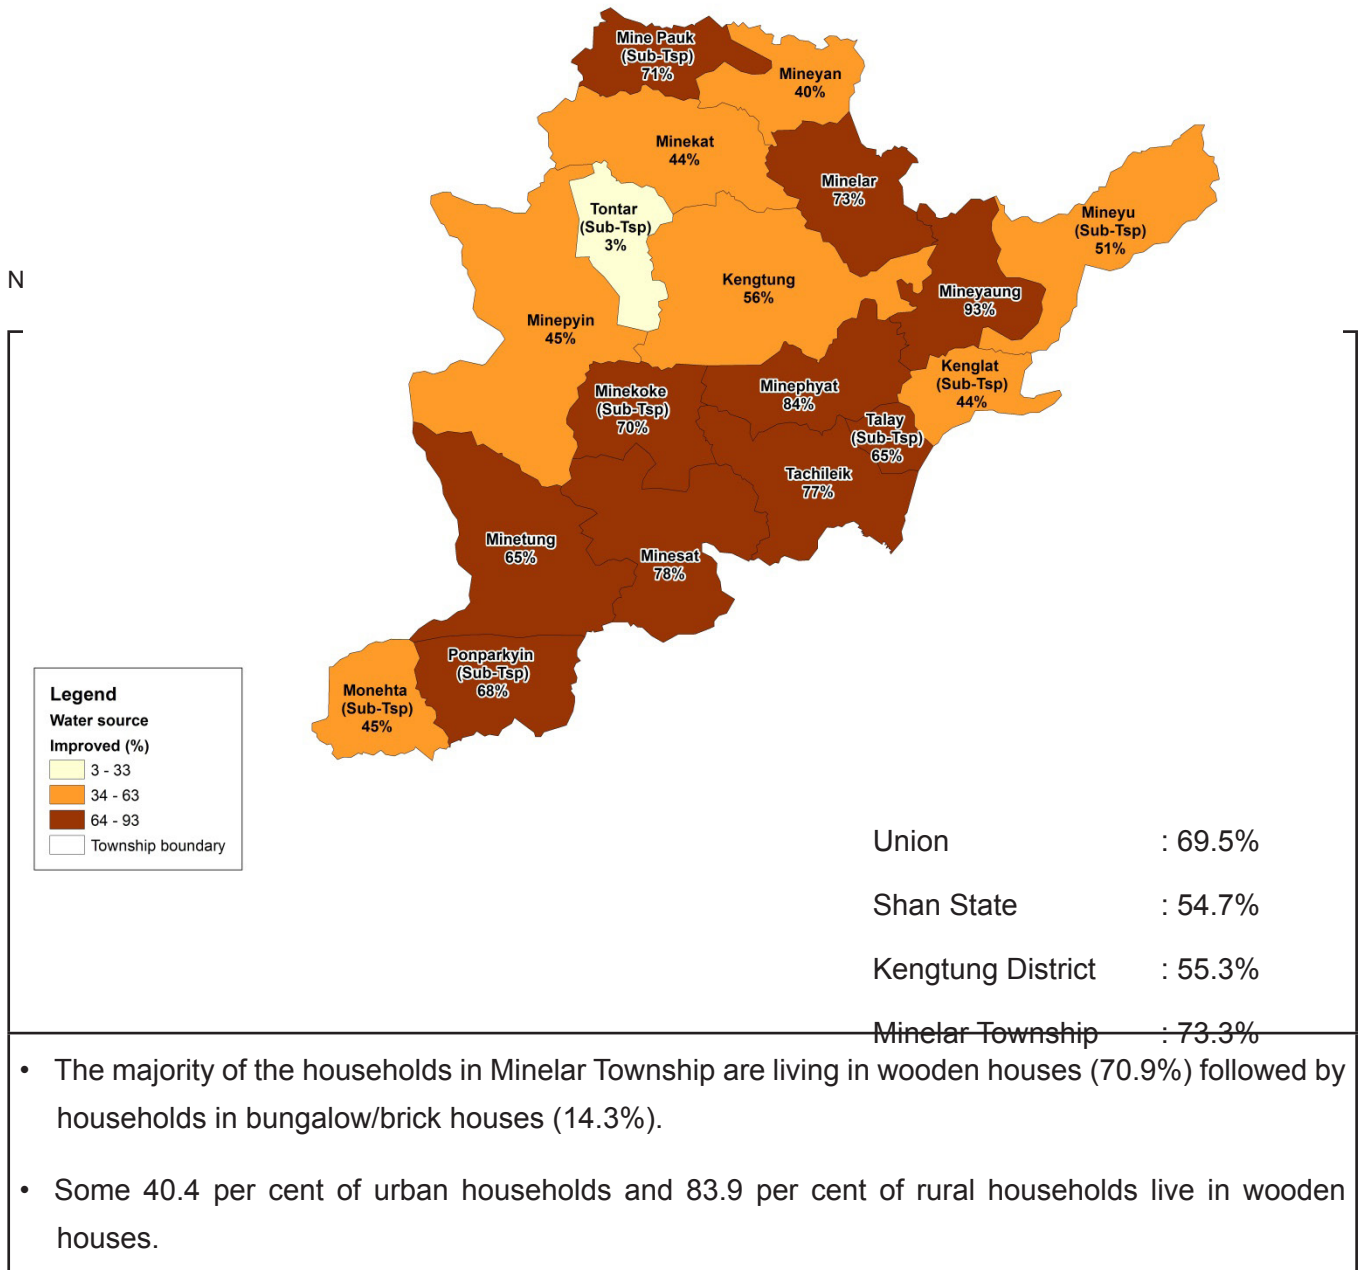 Mine Pauk
(Sub-Tsp)
71%
Mineyan
40%
Minekat
44%
Minelar
73%
Tontar
(Sub-Tsp)
3%
Mineyu
(Sub-Tsp)
51%
N
Kengtung
56%
Mineyaung
93%
Minepyin
45%
Kenglat
(Sub-Tsp)
44%
Minekoke
(Sub-Tsp)
70%
Minephyat
84%
Talay
(Sub-Tsp)
65%
Tachileik
77%
Minetung
65%
Minesat
78%
Ponparkyin
(Sub-Tsp)
68%
Monehta
(Sub-Tsp)
45%
Legend
Water source
Improved (%)
3 - 33
34 - 63
64 - 93
Township boundary
Union : 69.5%
Shan State : 54.7%
Kengtung District : 55.3%
Minelar Township : 73.3%
• The majority of the households in Minelar Township are living in wooden houses (70.9%) followed by
households in bungalow/brick houses (14.3%).
• Some 40.4 per cent of urban households and 83.9 per cent of rural households live in wooden
houses.